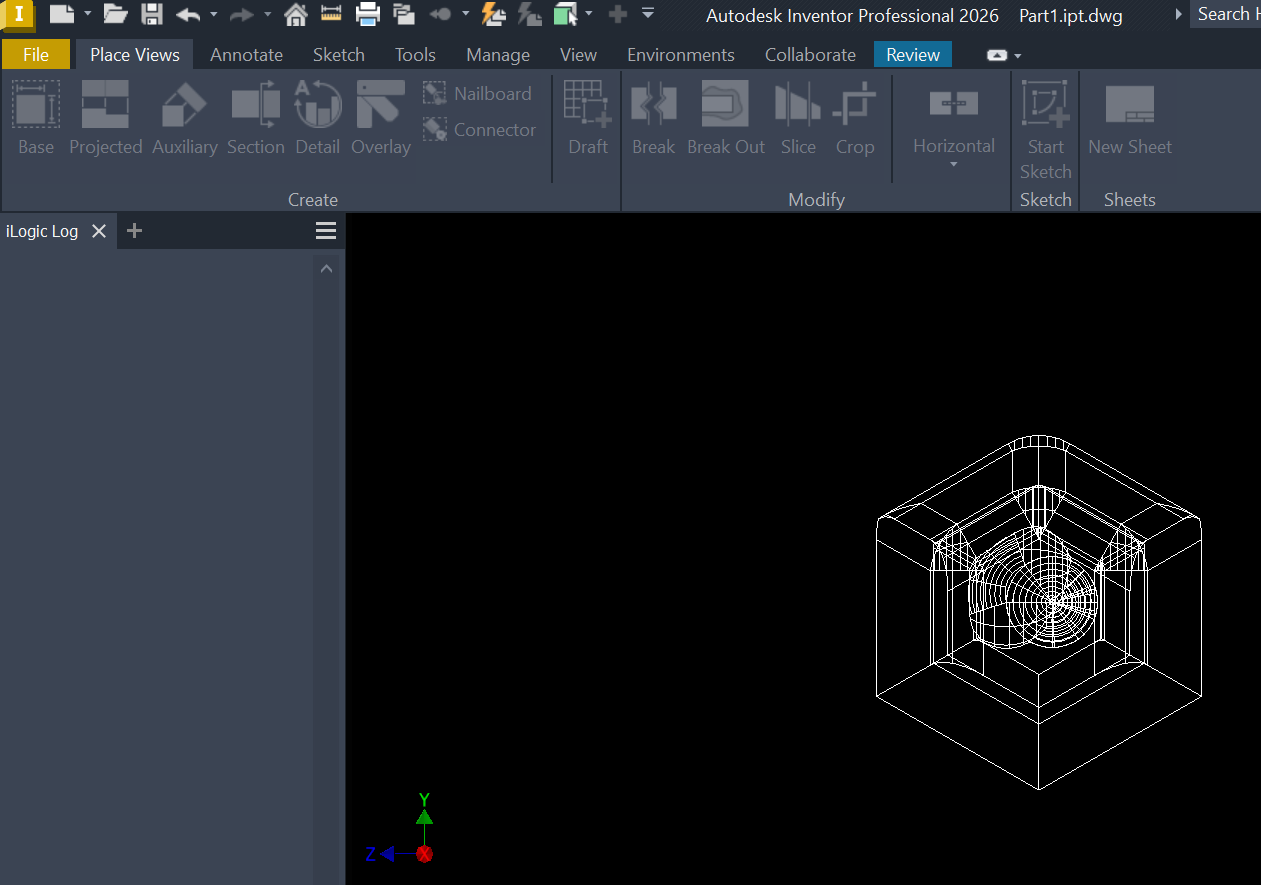 I
A
Autodesk Inventor Professional 2026 Part1.ipt.dwg Search H
File Place Views Annotate Sketch Tools Manage View Environments Collaborate Review
Nailboard
Connector
Base Projected Auxiliary Section Detail Overlay Draft Break Break Out Slice Crop Horizontal Start Sketch New Sheet
Create Modify Sketch Sheets
iLogic Log
Y
Z X